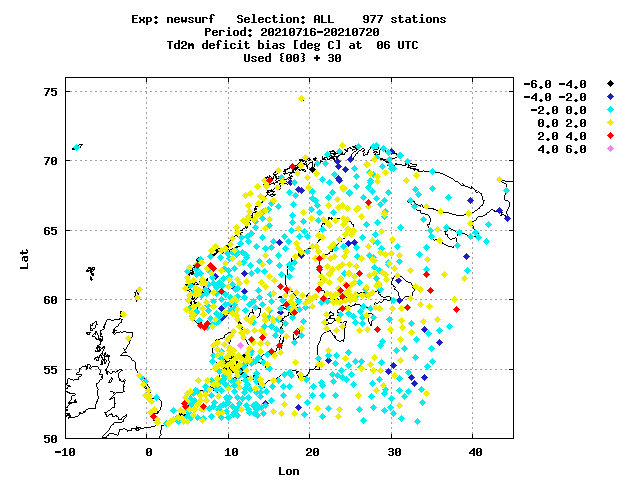 Exp: newsurf   Selection: ALL    977 stations
Period: 20210716-20210720
Td2m deficit bias [deg C] at  06 UTC
Used {00} + 30
-6.0 -4.0
-4.0 -2.0
-2.0 0.0
0.0 2.0
2.0 4.0
4.0 6.0
75
70
65
60
55
50
Lat
-10 0 10 20 30 40
Lon